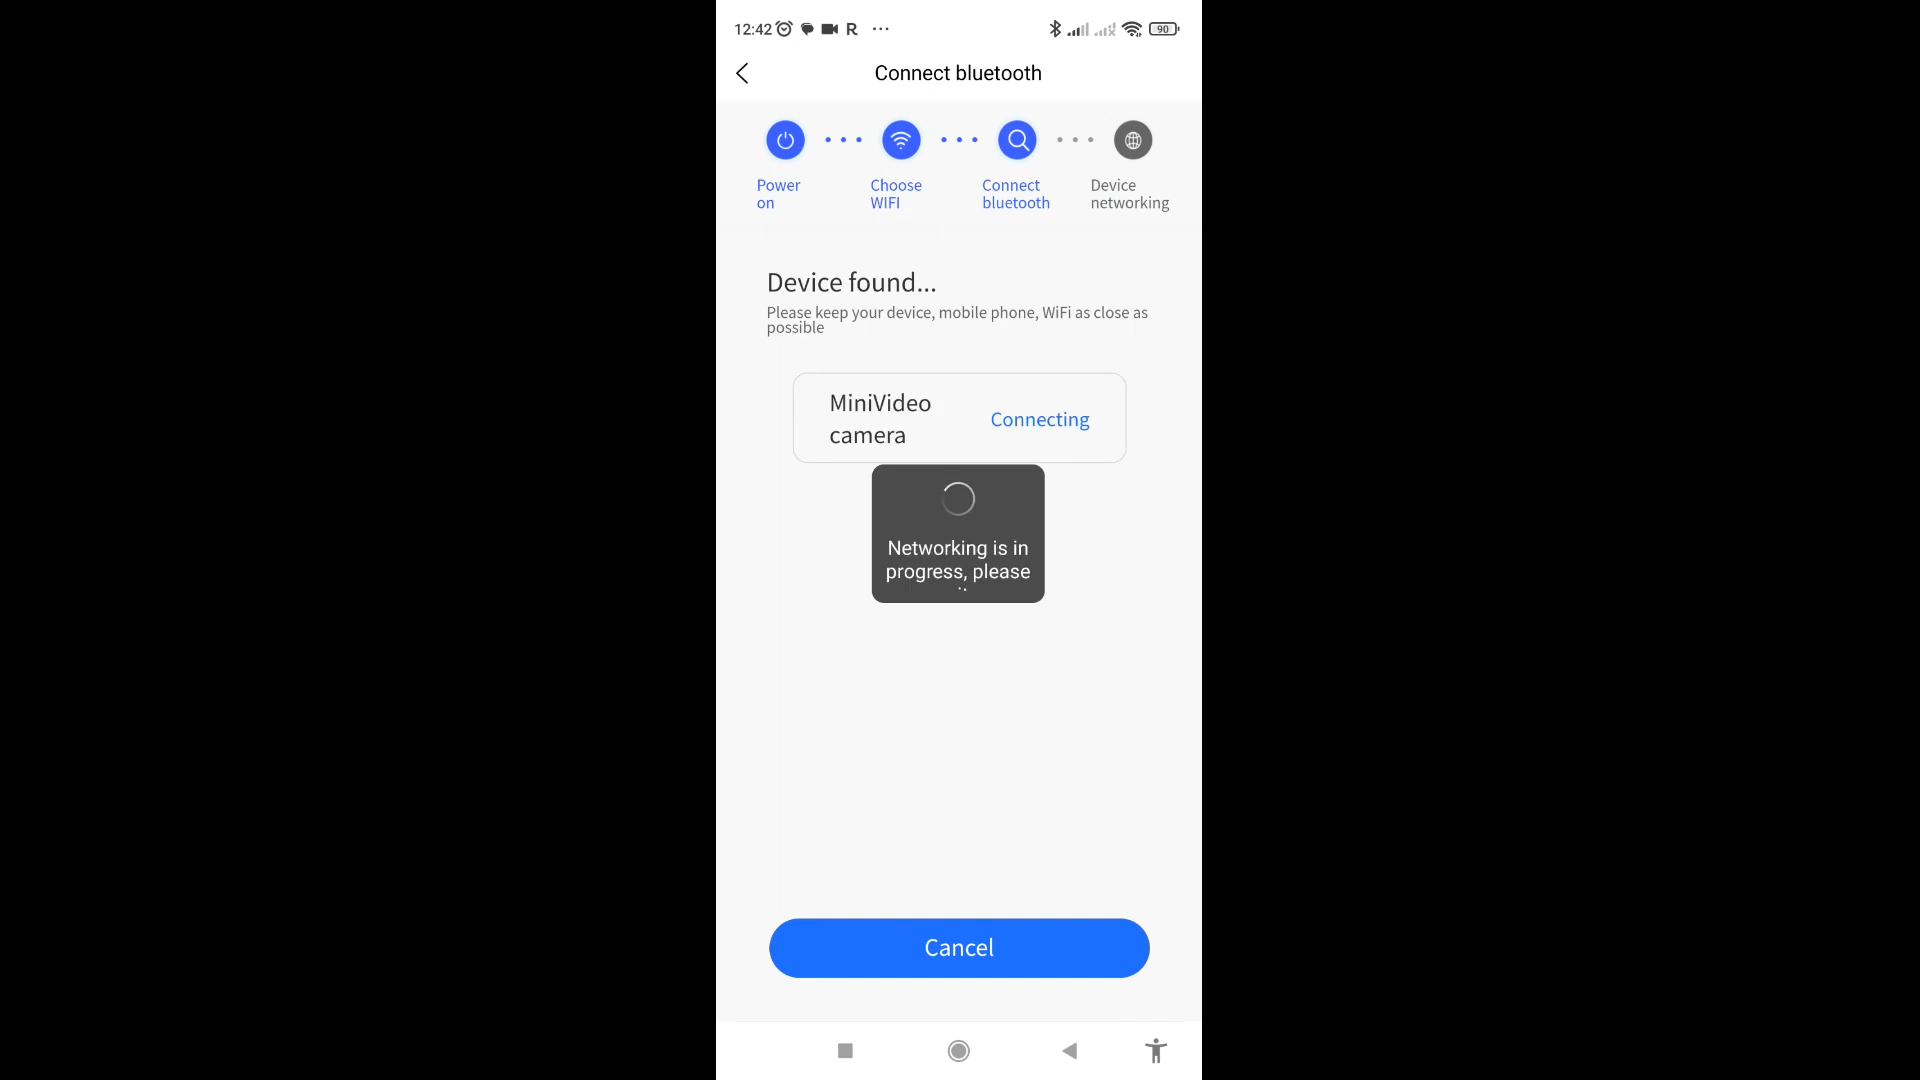 12:42 R ... 90
Connect bluetooth
Power Choose Connect Device
on WIFI bluetooth networking
Device found...
Please keep your device, mobile phone, WiFi as close as
possible
MiniVideo
camera
Connecting
Networking is in
progress, please
Cancel